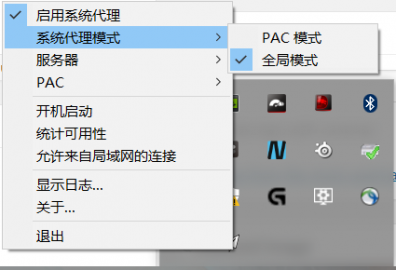 启用系统代理
系统代理模式
服务器
PAC
开机启动
统计可用性
允许来自局域网的连接
显示日志...
关于...
退出
PAC 模式
全局模式